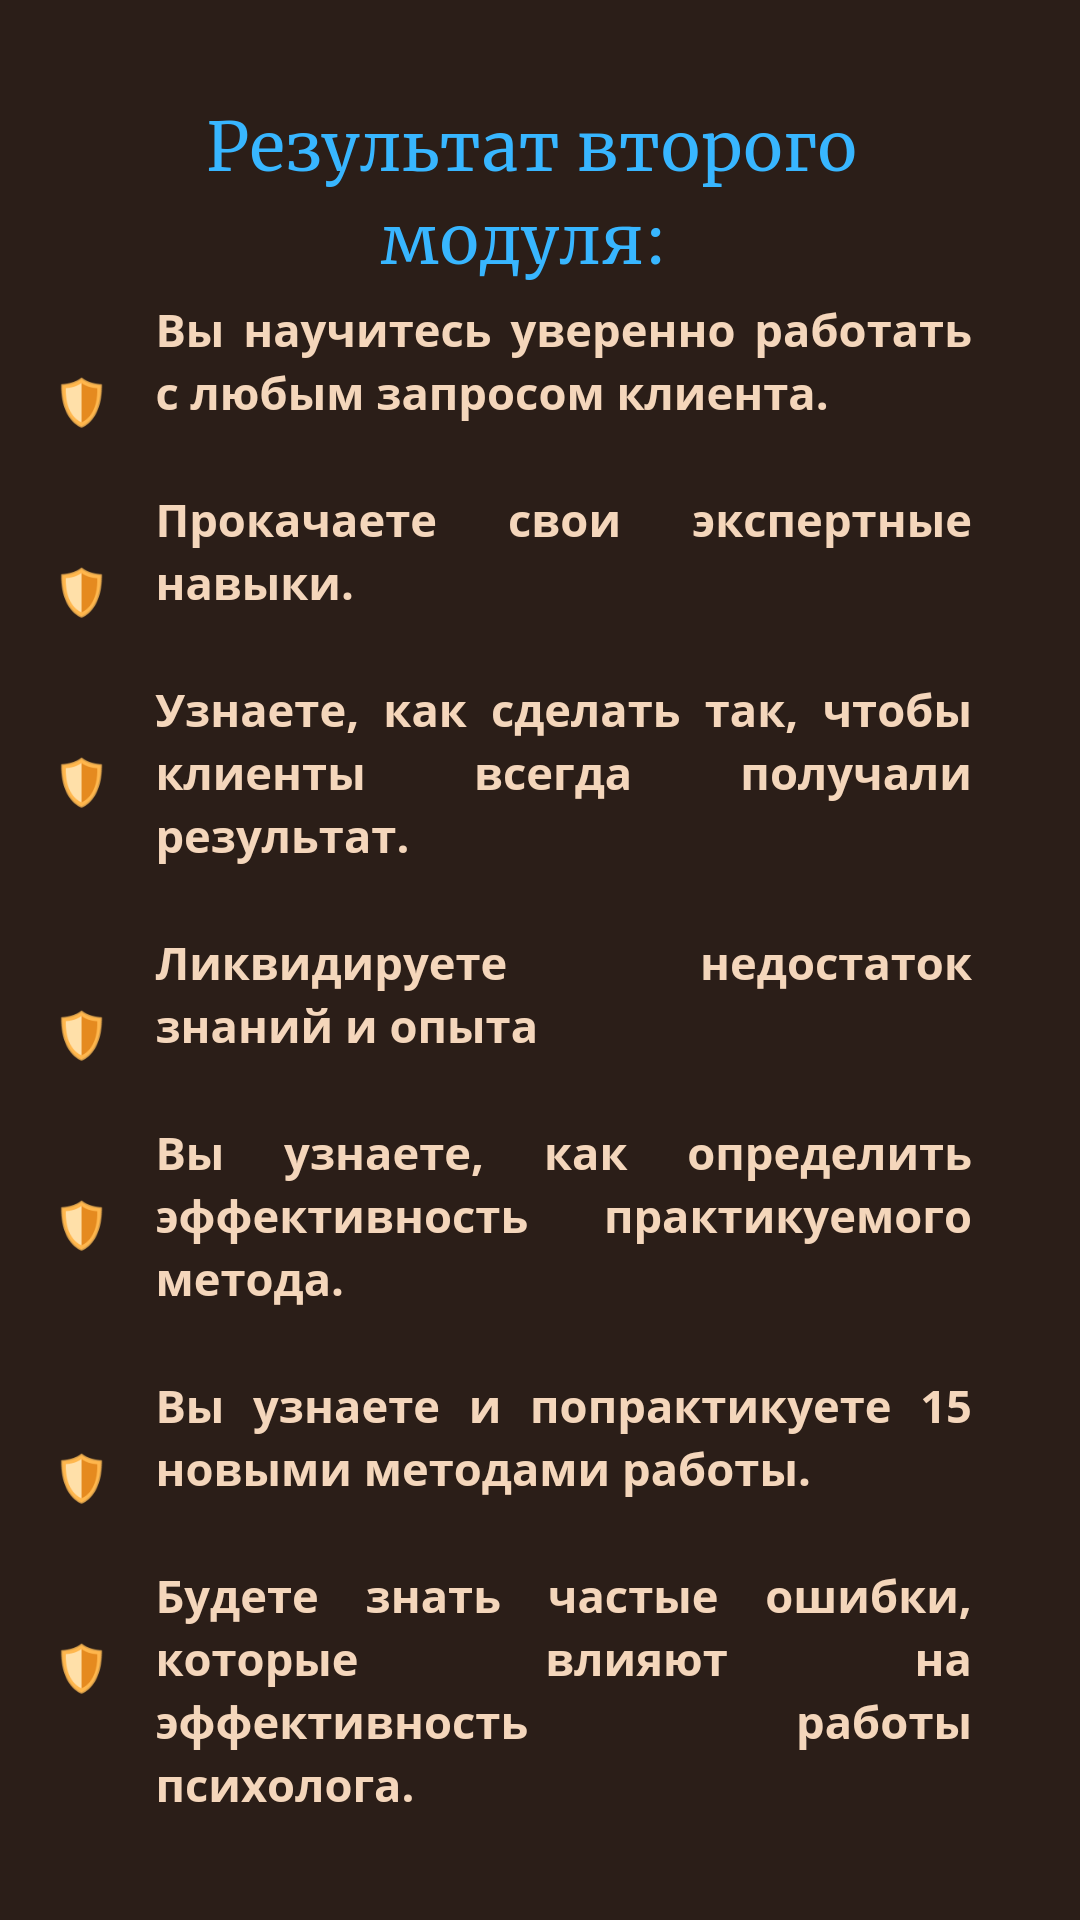 Результат второго
модуля:
Вы научитесь уверенно работать
с любым запросом клиента.
Прокачаете свои экспертные
навыки.
Узнаете, как сделать так, чтобы
клиенты всегда получали
результат.
Ликвидируете недостаток
знаний и опыта
Вы узнаете, как определить
эффективность практикуемого
метода.
Вы узнаете и попрактикуете 15
новыми методами работы.
Будете знать частые ошибки,
которые влияют на
эффективность работы
психолога.